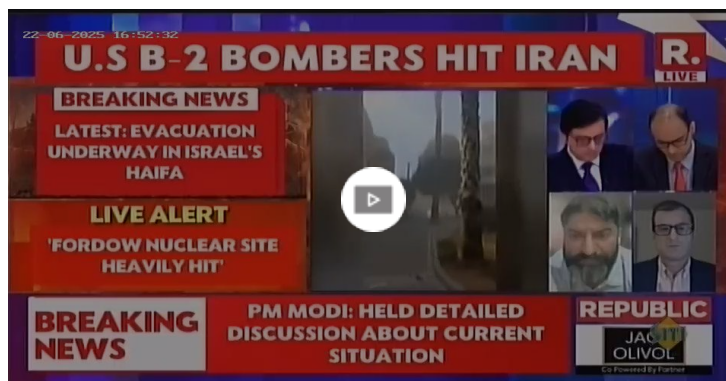 22-06-2025 16:52:32
U.S B-2 BOMBERS HIT IRAN
R.
LIVE
BREAKING NEWS
LATEST: EVACUATION
UNDERWAY IN ISRAEL'S
HAIFA
LIVE ALERT
'FORDOW NUCLEAR SITE
HEAVILY HIT'
BREAKING
NEWS
PM MODI: HELD DETAILED
DISCUSSION ABOUT CURRENT
SITUATION
REPUBLIC
OLIVOL
Co Powered By Partner